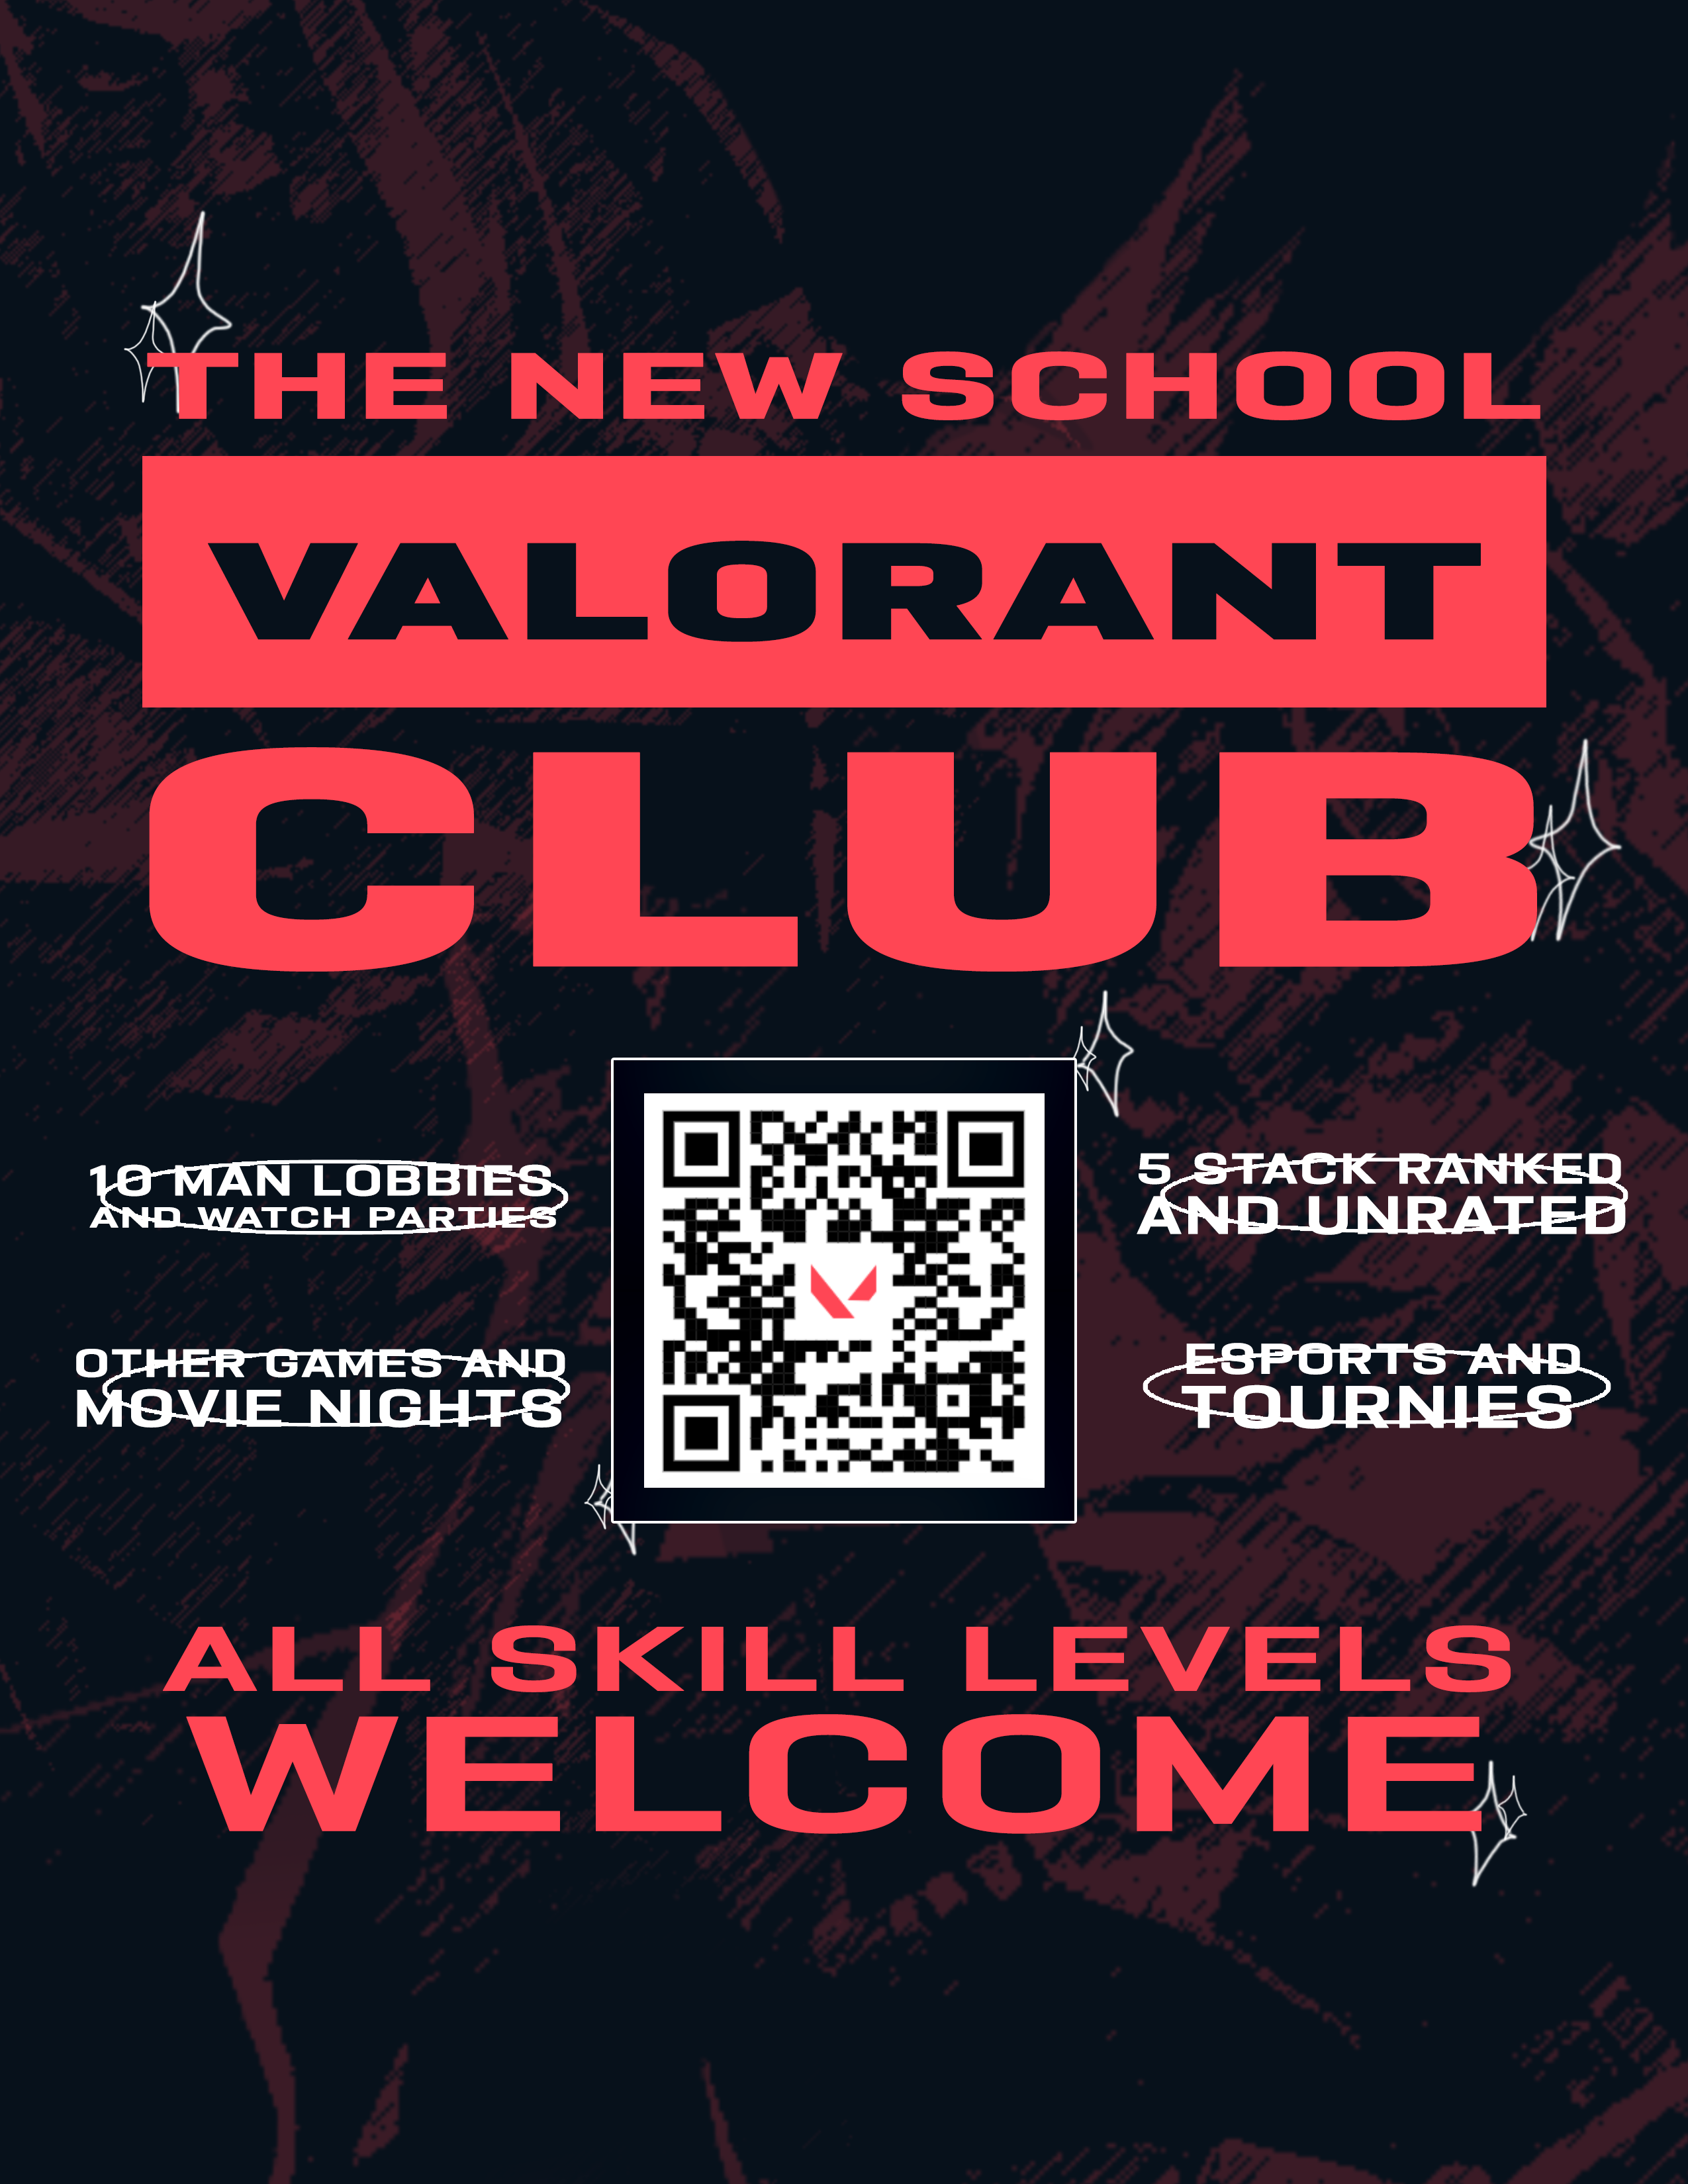 THE NEW SCHOOL
VALORANT
CLUB
10 MAN LOBBIES
AND WATCH PARTIES
5 STACK RANKED
AND UNRATED
OTHER GAMES AND
MOVIE NIGHTS
ESPORTS AND
TOURNIES
ALL SKILL LEVELS
WELCOME